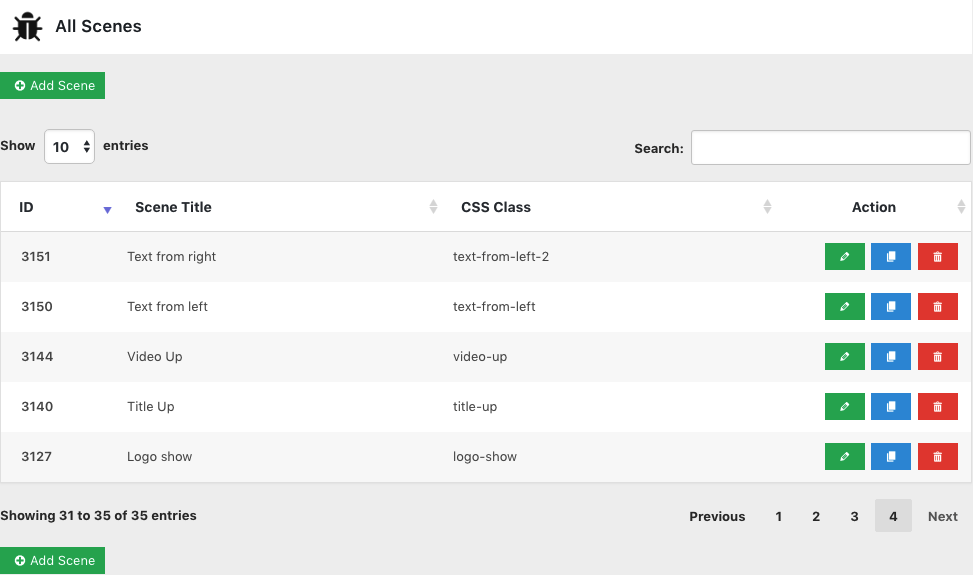 All Scenes
Add Scene
Show 10 entries Search:
ID Scene Title CSS Class Action
3151 Text from right text-from-left-2
3150 Text from left text-from-left
3144 Video Up video-up
3140 Title Up title-up
3127 Logo show logo-show
Showing 31 to 35 of 35 entries Previous 1 2 3 4 Next
Add Scene